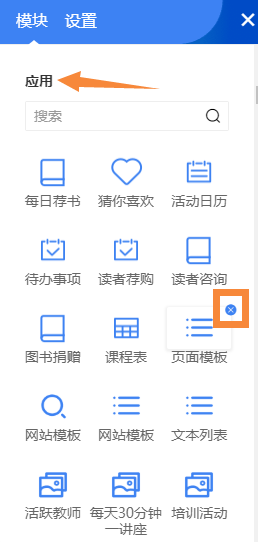 模块 设置
应用
搜索
每日荐书 猜你喜欢 活动日历
待办事项 读者荐购 读者咨询
图书捐赠 课程表 页面模板
网站模板 网站模板 文本列表
活跃教师 每天30分钟 培训活动
一讲座